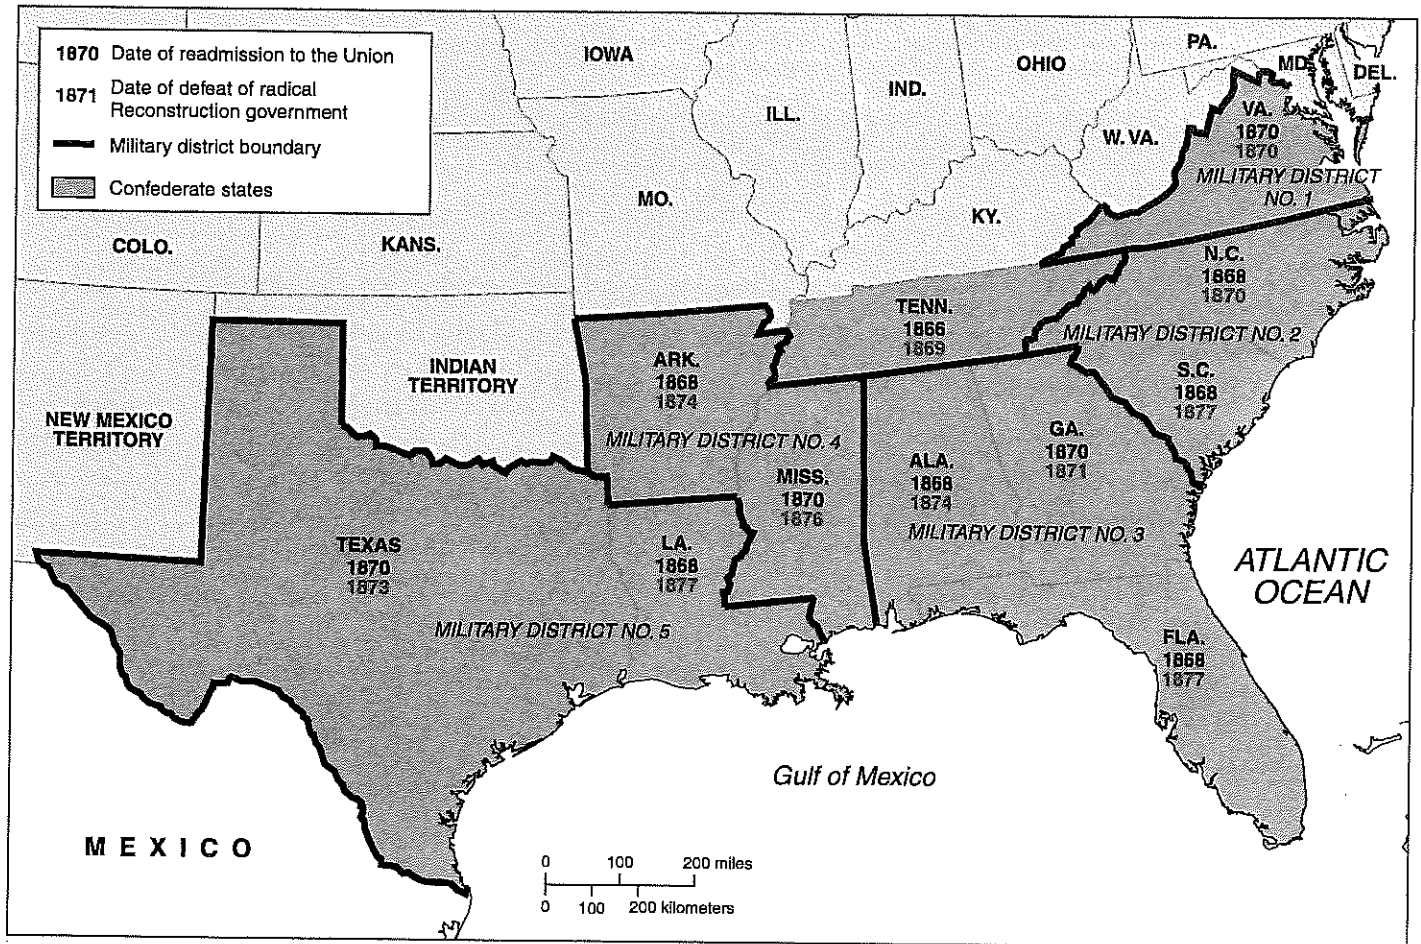 1870 Date of readmission to the Union
1871 Date of defeat of radical
Reconstruction government
Military district boundary
Confederate states
IOWA
ILL.
IND.
OHIO
PA.
MD.
DEL.
W. VA.
VA.
1870
1870
MILITARY DISTRICT
NO. 1
COLO.
KANS.
MO.
KY.
N.C.
1868
1870
MILITARY DISTRICT NO. 2
S.C.
1868
1877
TENN.
1866
1869
ARK.
1868
1874
MILITARY DISTRICT NO. 4
MISS.
1870
1876
INDIAN
TERRITORY
NEW MEXICO
TERRITORY
ALA.
1868
1874
GA.
1870
1871
MILITARY DISTRICT NO. 3
TEXAS
1870
1873
LA.
1868
1877
MILITARY DISTRICT NO. 5
FLA.
1868
1877
ATLANTIC
OCEAN
Gulf of Mexico
MEXICO
0 100 200 miles
0 100 200 kilometers